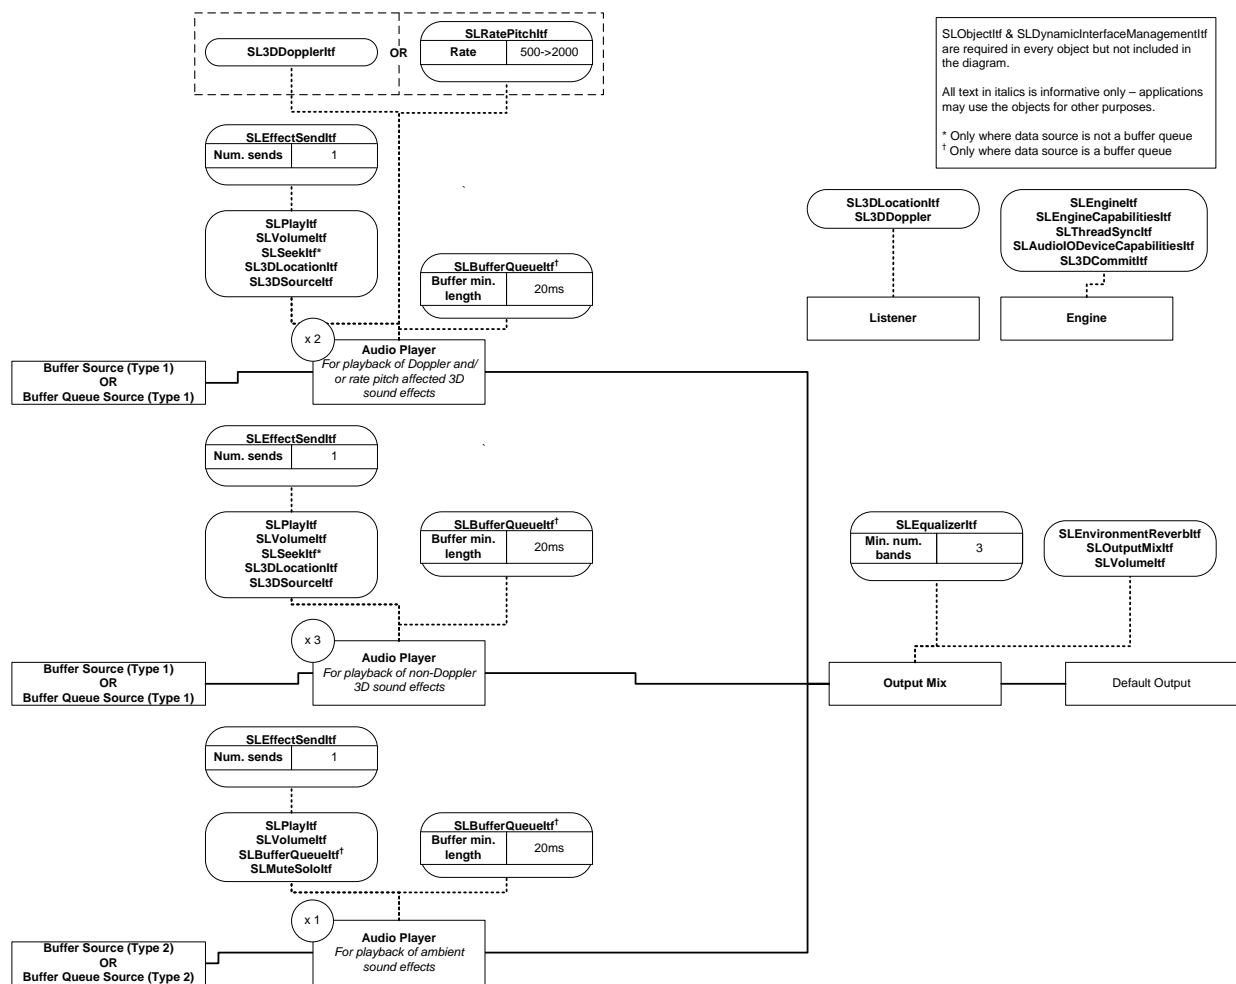 SL3DDopplerItf
OR
SLRatePitchItf
Rate 500->2000
SLObjectItf & SLDynamicInterfaceManagementItf
are required in every object but not included in
the diagram.
All text in italics is informative only – applications
may use the objects for other purposes.
* Only where data source is not a buffer queue
† Only where data source is a buffer queue
SLEffectSendItf
Num. sends 1
SLPlayItf
SLVolumeItf
SLSeekItf*
SL3DLocationItf
SL3DSourceItf
SLBufferQueueItf†
Buffer min.
length
20ms
SL3DLocationItf
SL3DDoppler
Listener
SLEngineItf
SLEngineCapabilitiesItf
SLThreadSyncItf
SLAudioIODeviceCapabilitiesItf
SL3DCommitItf
Engine
x 2
Audio Player
For playback of Doppler and/
or rate pitch affected 3D
sound effects
Buffer Source (Type 1)
OR
Buffer Queue Source (Type 1)
SLEffectSendItf
Num. sends 1
SLPlayItf
SLVolumeItf
SLSeekItf*
SL3DLocationItf
SL3DSourceItf
SLBufferQueueItf†
Buffer min.
length
20ms
x 3
Audio Player
For playback of non-Doppler
3D sound effects
Buffer Source (Type 1)
OR
Buffer Queue Source (Type 1)
SLEqualizerItf
Min. num.
bands
3
SLEnvironmentReverbItf
SLOutputMixItf
SLVolumeItf
Output Mix
Default Output
SLEffectSendItf
Num. sends 1
SLPlayItf
SLVolumeItf
SLBufferQueueItf†
SLMuteSoloItf
SLBufferQueueItf†
Buffer min.
length
20ms
x 1
Audio Player
For playback of ambient
sound effects
Buffer Source (Type 2)
OR
Buffer Queue Source (Type 2)